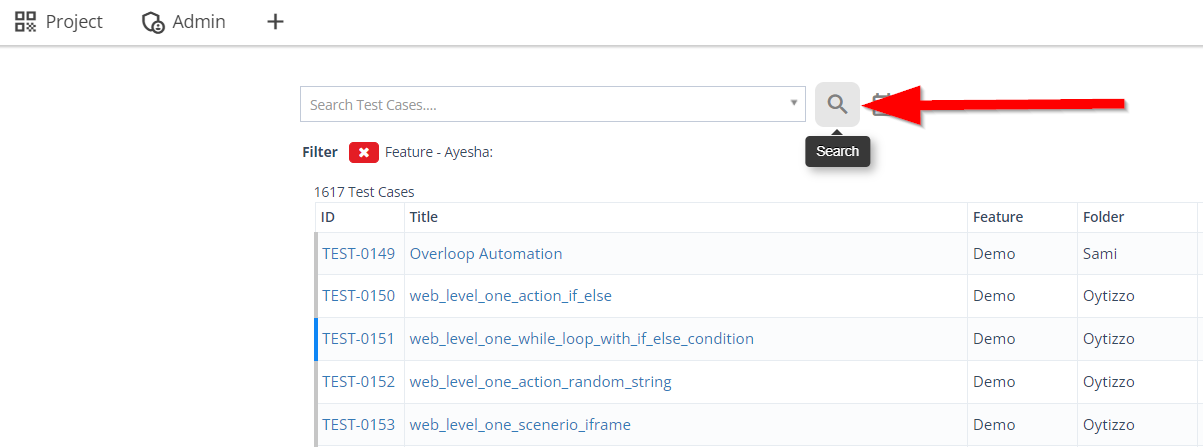 Project Admin
Search Test Cases....
Search
Filter Feature - Ayesha:
1617 Test Cases
ID Title Feature Folder
TEST-0149 Overloop Automation Demo Sami
TEST-0150 web_level_one_action_if_else Demo Oytizzo
TEST-0151 web_level_one_while_loop_with_if_else_condition Demo Oytizzo
TEST-0152 web_level_one_action_random_string Demo Oytizzo
TEST-0153 web_level_one_scenerio_iframe Demo Oytizzo